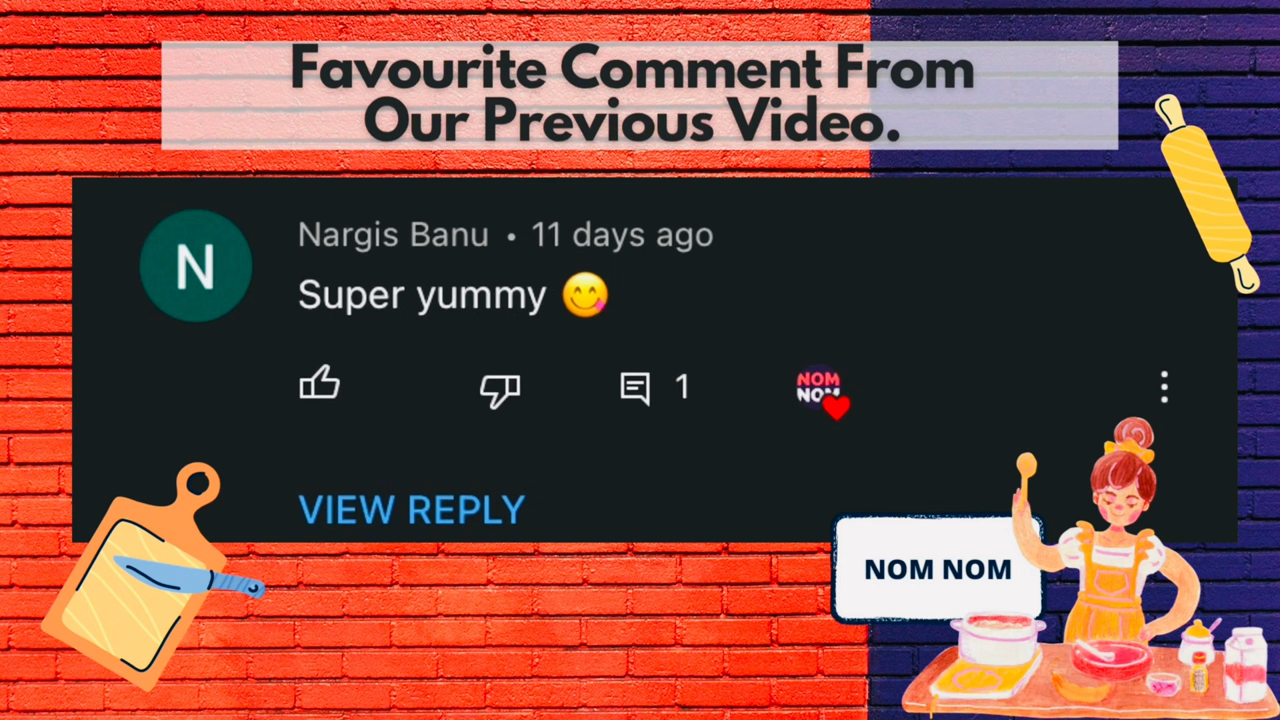 Favourite Comment From
Our Previous Video.
N
Nargis Banu • 11 days ago
Super yummy 😋
1
NOM
NOM
VIEW REPLY
NOM NOM